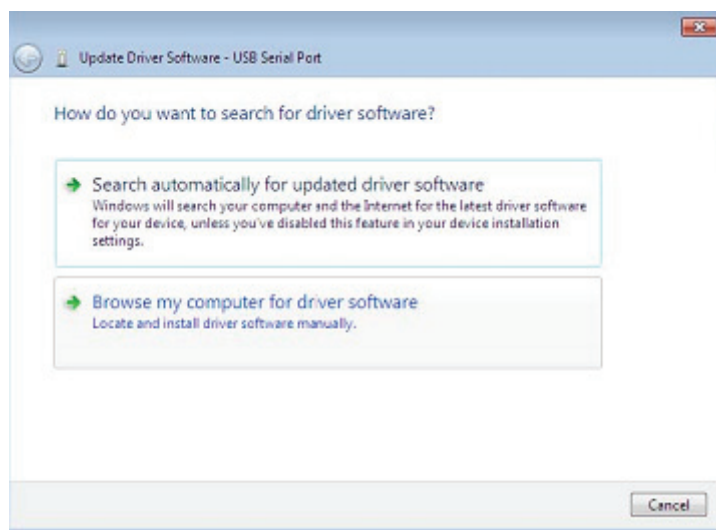 Update Driver Software - USB Serial Port
How do you want to search for driver software?
Search automatically for updated driver software
Windows will search your computer and the Internet for the latest driver software
for your device, unless you've disabled this feature in your device installation
settings.
Browse my computer for driver software
Locate and install driver software manually.
Cancel